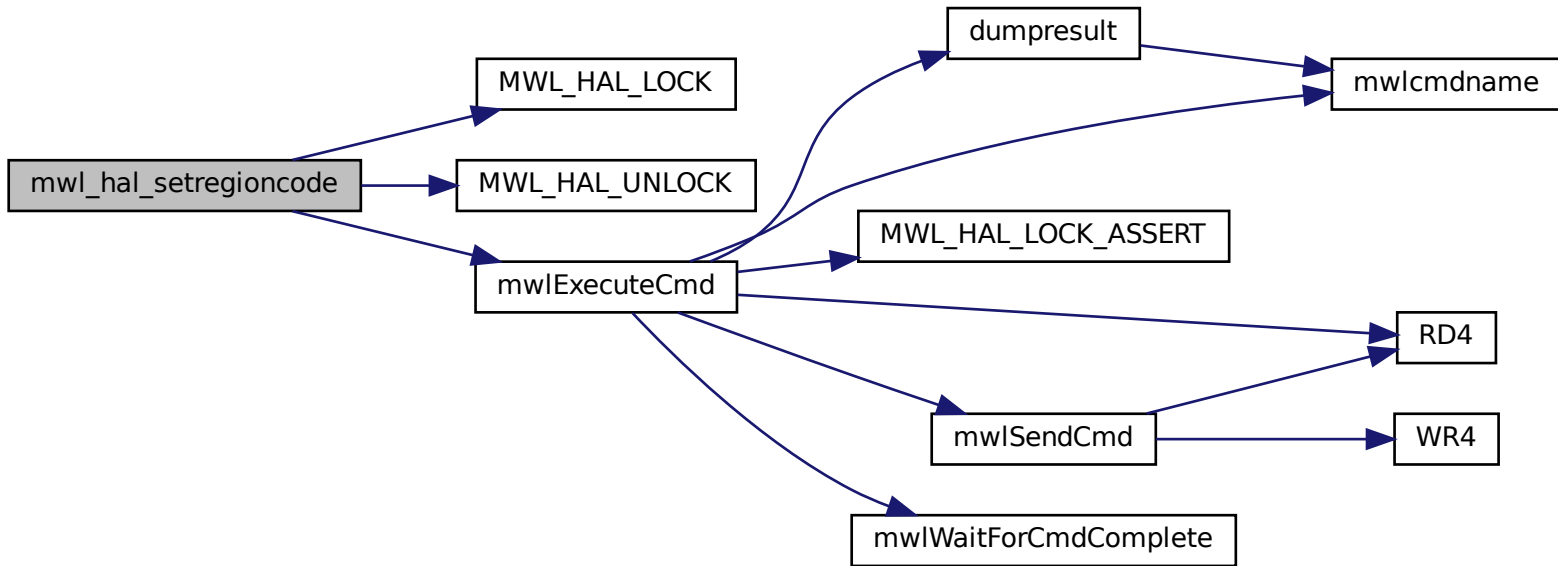 dumpresult
MWL_HAL_LOCK
mwlcmdname
mwl_hal_setregioncode
MWL_HAL_UNLOCK
MWL_HAL_LOCK_ASSERT
mwlExecuteCmd
RD4
mwlSendCmd
WR4
mwlWaitForCmdComplete